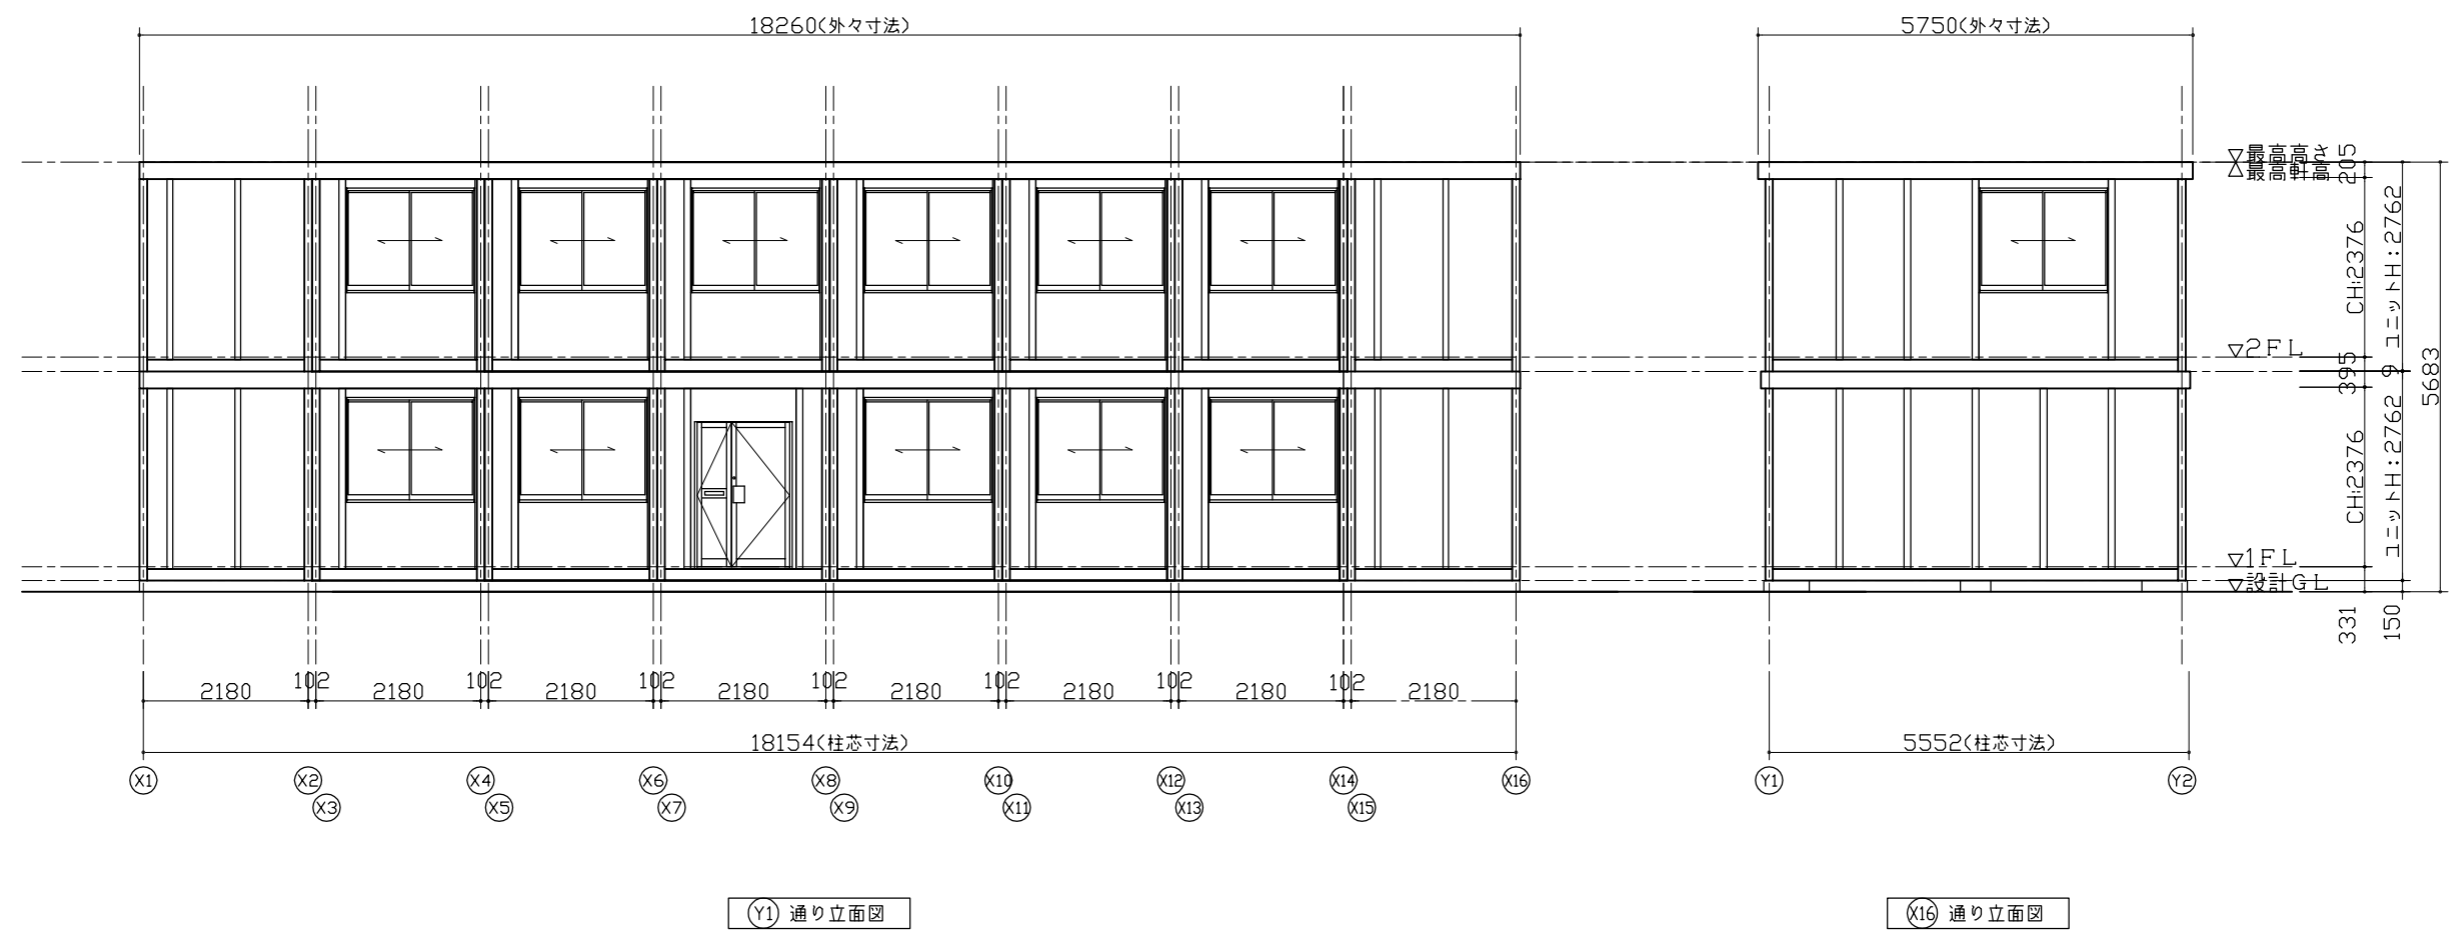 18260(外々寸法)
5750(外々寸法)
▽最高高さ
△最高軒高
205
CH:2376
ユニットH:2762
▽2FL
395
9
5683
CH:2376
ユニットH:2762
▽1FL
▽設計GL
331
150
2180 102 2180 102 2180 102 2180 102 2180 102 2180 102 2180 102 2180
18154(柱芯寸法)
5552(柱芯寸法)
X1 X2 X4 X6 X8 X10 X12 X14 X16
Y1 Y2
X3 X5 X7 X9 X11 X13 X15
Y1 通り立面図
X16 通り立面図